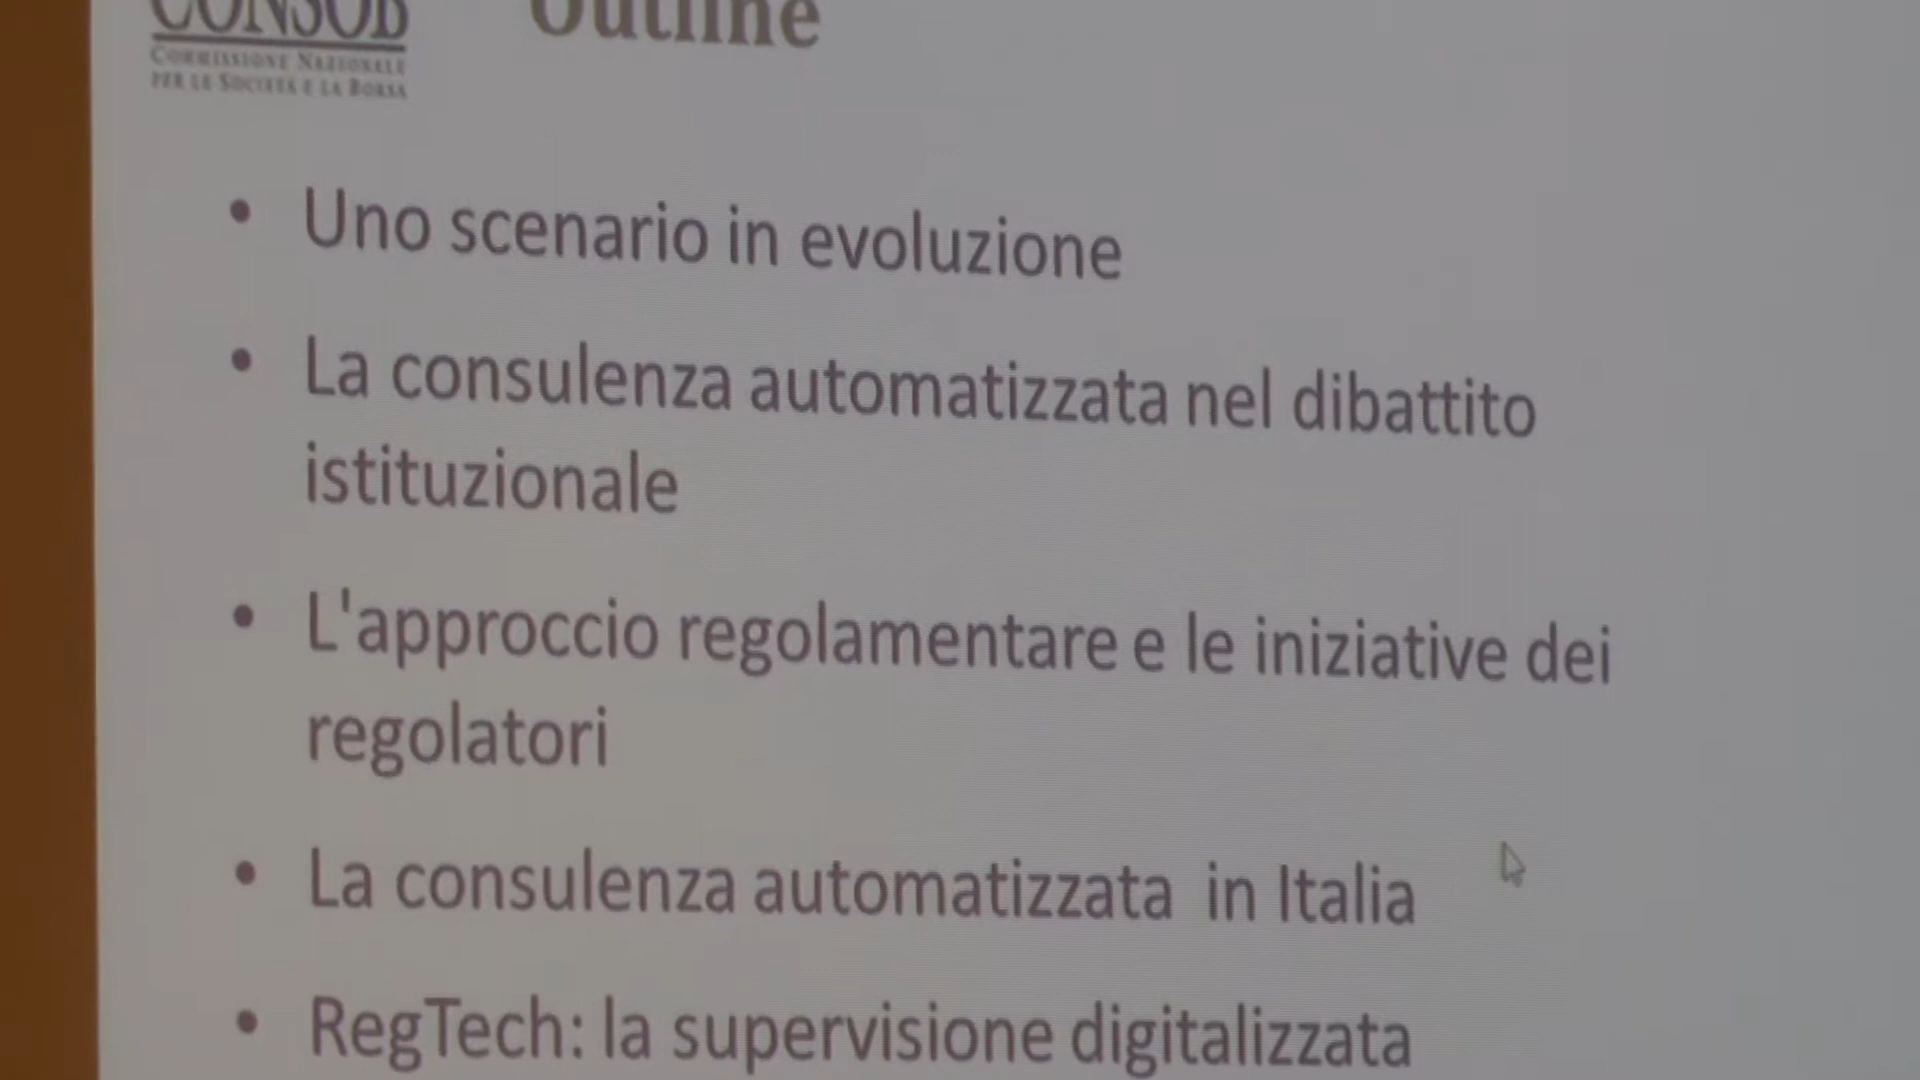 CONSOB
Outline
COMMISSIONE NAZIONALE
PER LE SOCIETÀ E LA BORSA
• Uno scenario in evoluzione
• La consulenza automatizzata nel dibattito
istituzionale
• L'approccio regolamentare e le iniziative dei
regolatori
• La consulenza automatizzata in Italia
• RegTech: la supervisione digitalizzata